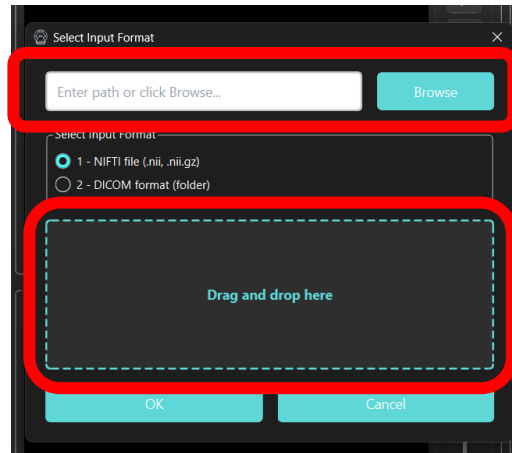 Select Input Format
Enter path or click Browse...
Browse
Select Input Format
1 - NIFTI file (.nii, .nii.gz)
2 - DICOM format (folder)
Drag and drop here
OK
Cancel